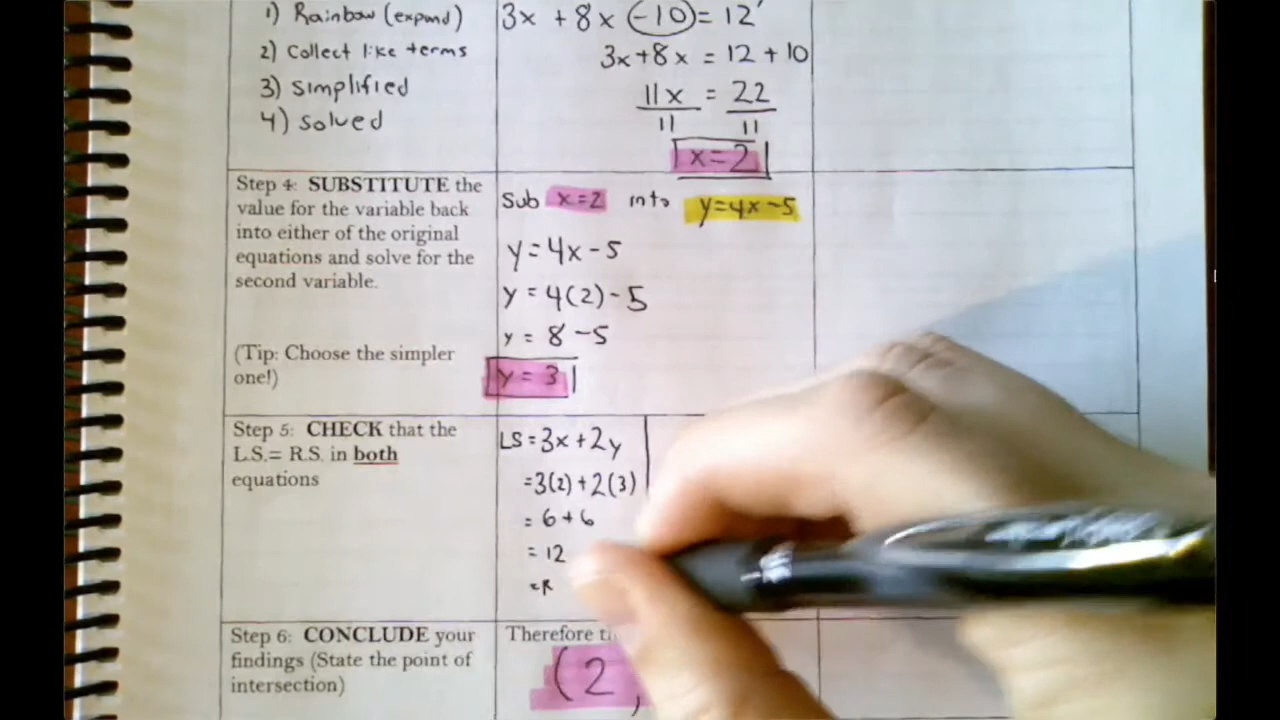 1) Rainbow (expand)
2) Collect like terms
3) Simplified
4) solved
3x + 8x -10 = 12
3x+8x = 12 + 10
11x = 22
11 11
x=2
Step 4: SUBSTITUTE the
value for the variable back
into either of the original
equations and solve for the
second variable.
(Tip: Choose the simpler
one!)
Sub x=2 into y=4x-5
y=4x-5
y=4(2)-5
y= 8-5
y= 3
Step 5: CHECK that the
L.S.= R.S. in both
equations
LS=3x+2y
=3(2)+2(3)
= 6+6
= 12
=R
Step 6: CONCLUDE your
findings (State the point of
intersection)
Therefore
(2,